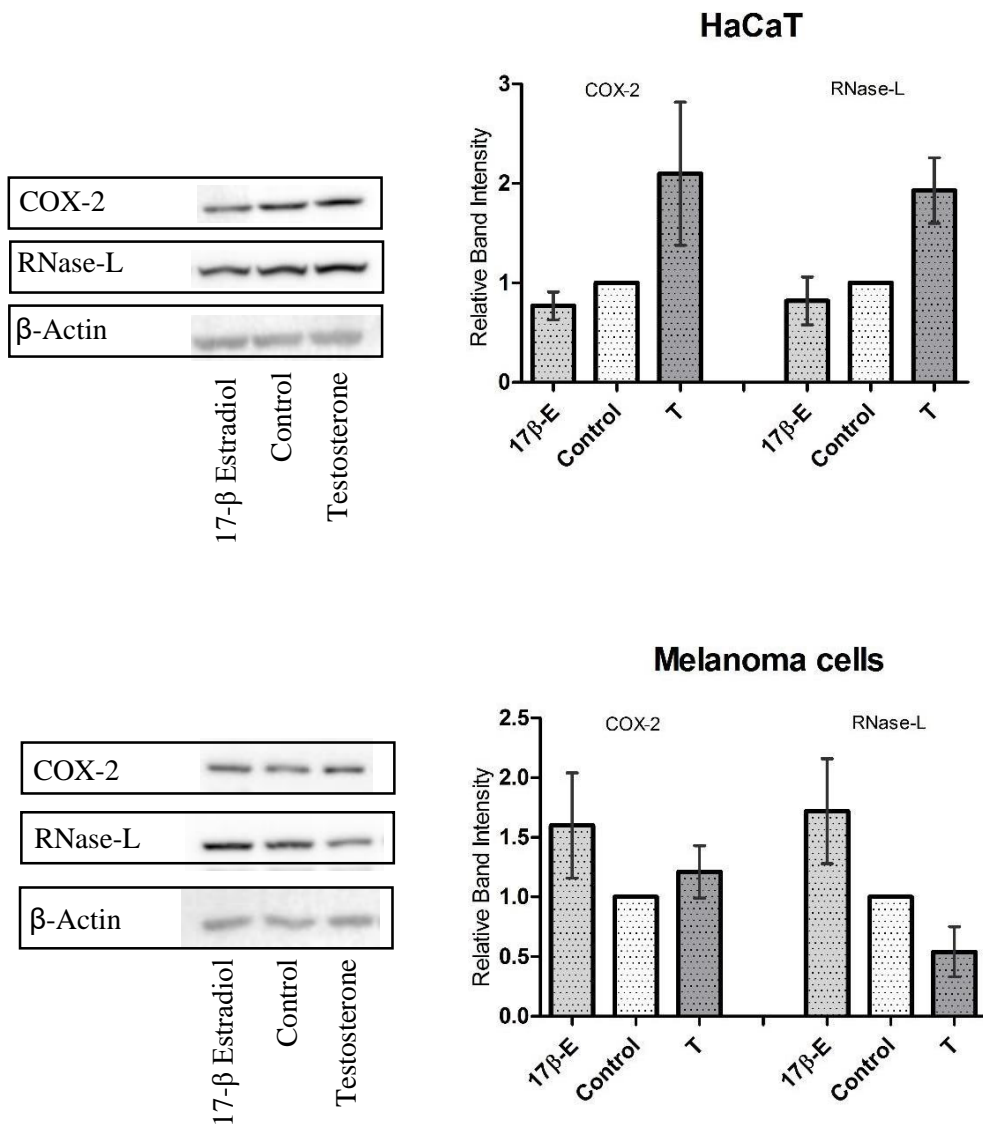 COX-2
RNase-L
β-Actin
17-β Estradiol
Control
Testosterone
HaCaT
COX-2
RNase-L
Relative Band Intensity
3
2
1
0
17β-E
Control
T
17β-E
Control
T
COX-2
RNase-L
β-Actin
17-β Estradiol
Control
Testosterone
Melanoma cells
COX-2
RNase-L
Relative Band Intensity
2.5
2.0
1.5
1.0
0.5
0.0
17β-E
Control
T
17β-E
Control
T